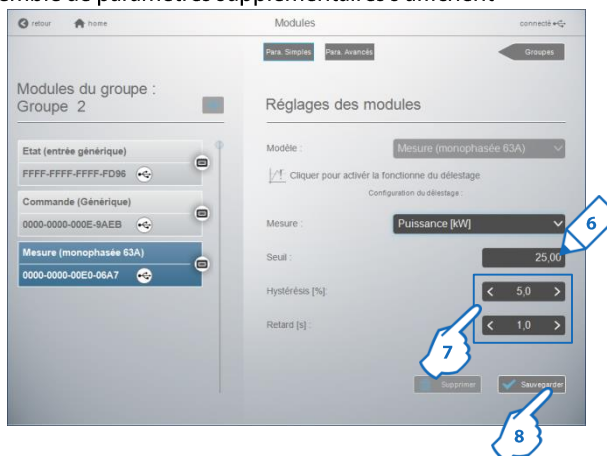 retour home Modules connecté
Para. Simples Para. Avancés Groupes
Modules du groupe :
Groupe 2
Réglages des modules
Etat (entrée générique)
FFFF-FFFF-FFFF-FD96
Commande (Générique)
0000-0000-000E-9AEB
Mesure (monophasée 63A)
0000-0000-00E0-06A7
Modèle : Mesure (monophasée 63A)
Cliquer pour activér la fonctionne du délestage
Configuration du délestage :
Mesure : Puissance [kW]
6
Seuil : 25,00
Hystérésis [%]: 5,0
Retard [s] : 1,0
7
Supprimer Sauvegarder
8